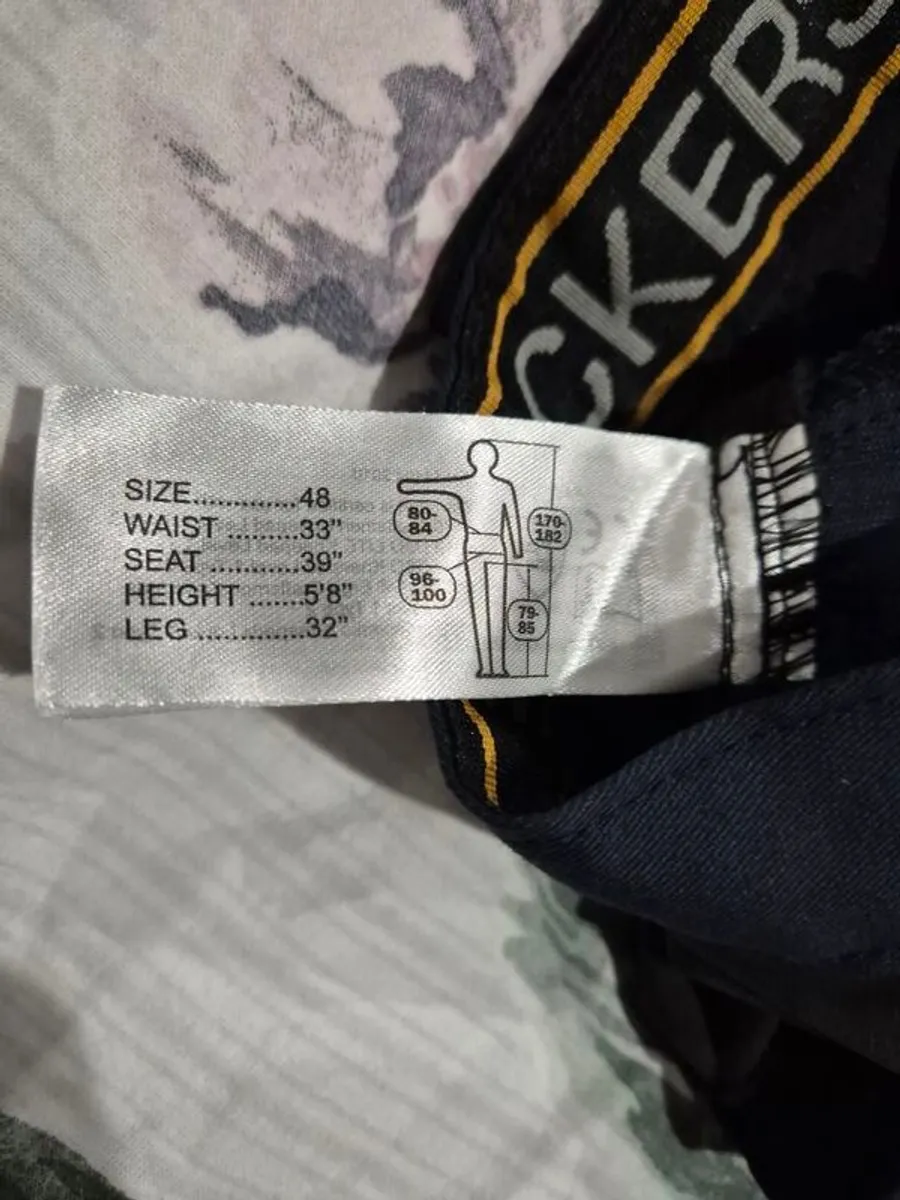 CKERS
SIZE.............48
WAIST ...........33"
SEAT ...........39"
HEIGHT .......5'8"
LEG .............32"
80-
84
170-
182
96-
100
79-
85